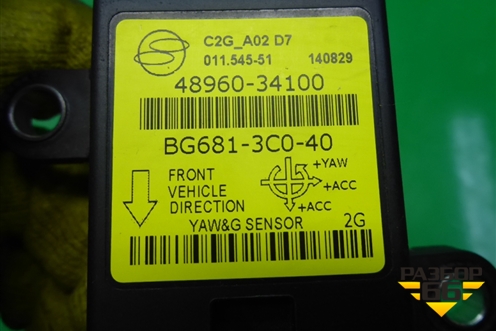 C2G_A02 D7
011.545-51 140829
48960-34100
BG681-3C0-40
FRONT
VEHICLE
DIRECTION
+YAW
+ACC
+ACC
YAW&G SENSOR 2G
РАЗБОР
66